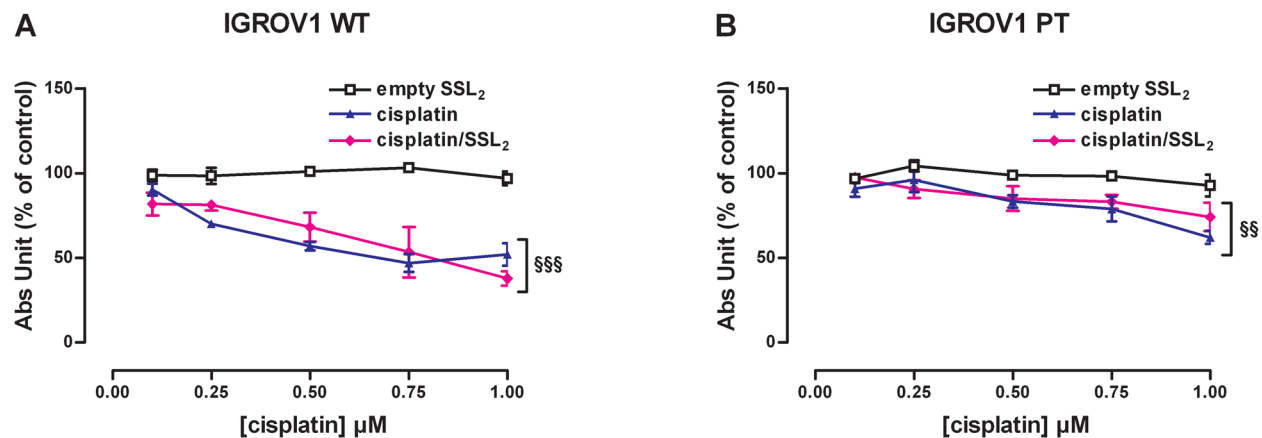 A
IGROV1 WT
Abs Unit (% of control)
150
100
50
0
empty SSL₂
cisplatin
cisplatin/SSL₂
§§§
0.00 0.25 0.50 0.75 1.00
[cisplatin] µM
B
IGROV1 PT
Abs Unit (% of control)
150
100
50
0
empty SSL₂
cisplatin
cisplatin/SSL₂
§§
0.00 0.25 0.50 0.75 1.00
[cisplatin] µM